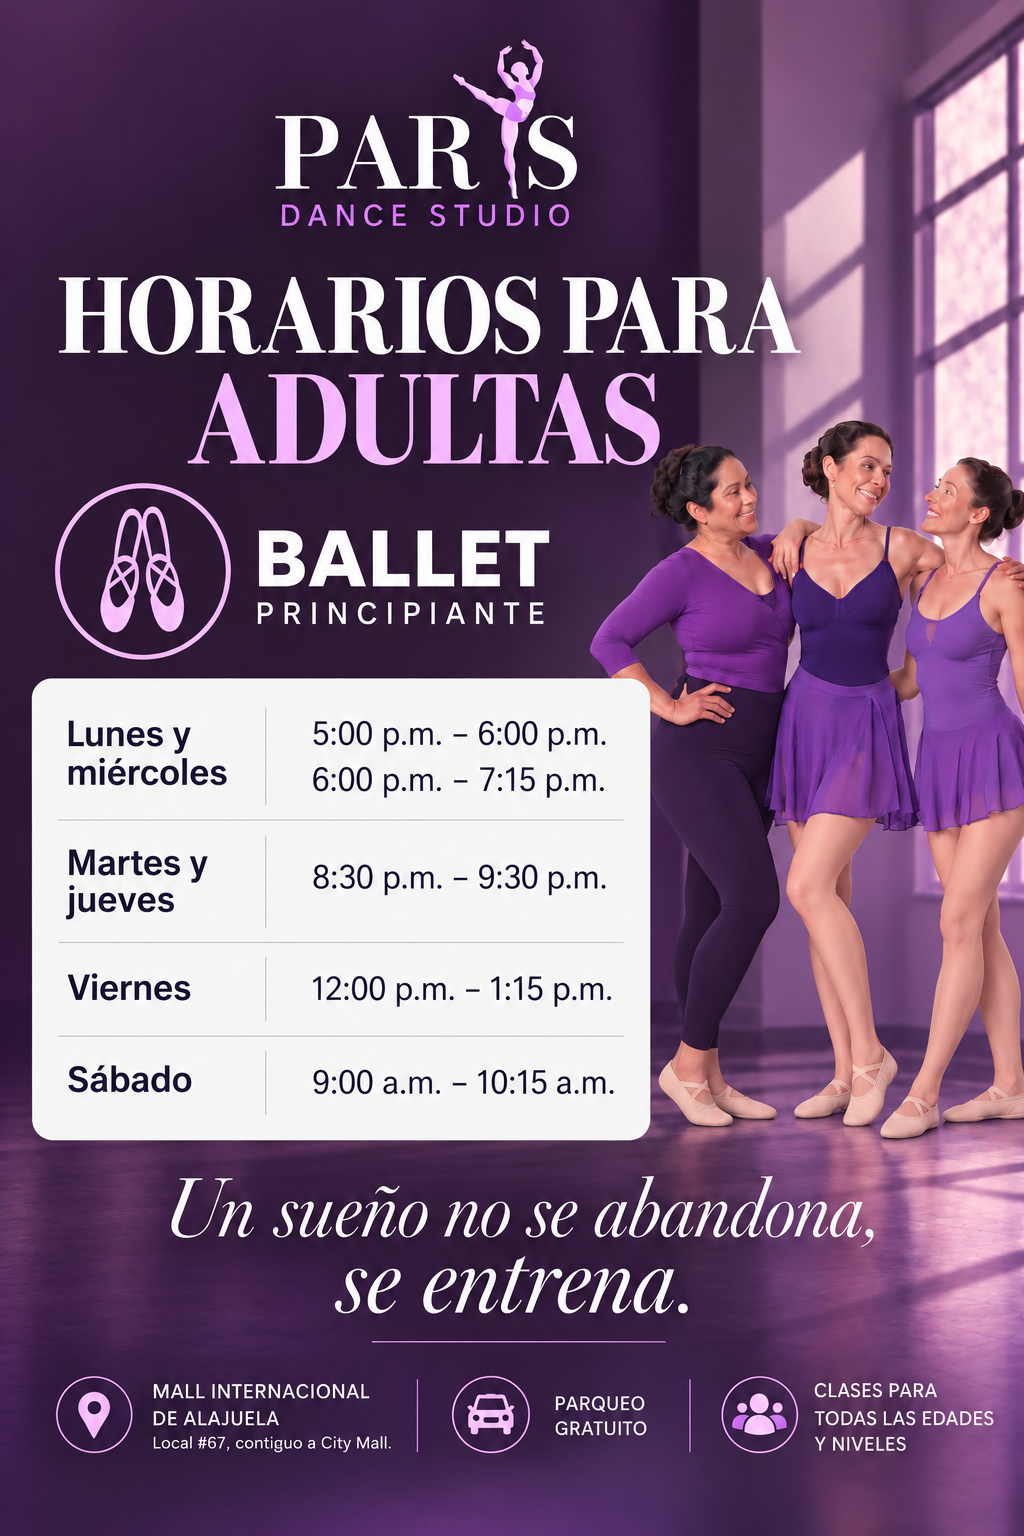 PARIS
DANCE STUDIO
HORARIOS PARA
ADULTAS
BALLET
PRINCIPIANTE
Lunes y
miércoles
5:00 p.m. – 6:00 p.m.
6:00 p.m. – 7:15 p.m.
Martes y
jueves
8:30 p.m. – 9:30 p.m.
Viernes
12:00 p.m. – 1:15 p.m.
Sábado
9:00 a.m. – 10:15 a.m.
Un sueño no se abandona,
se entrena.
MALL INTERNACIONAL
DE ALAJUELA
Local #67, contiguo a City Mall.
PARQUEO
GRATUITO
CLASES PARA
TODAS LAS EDADES
Y NIVELES